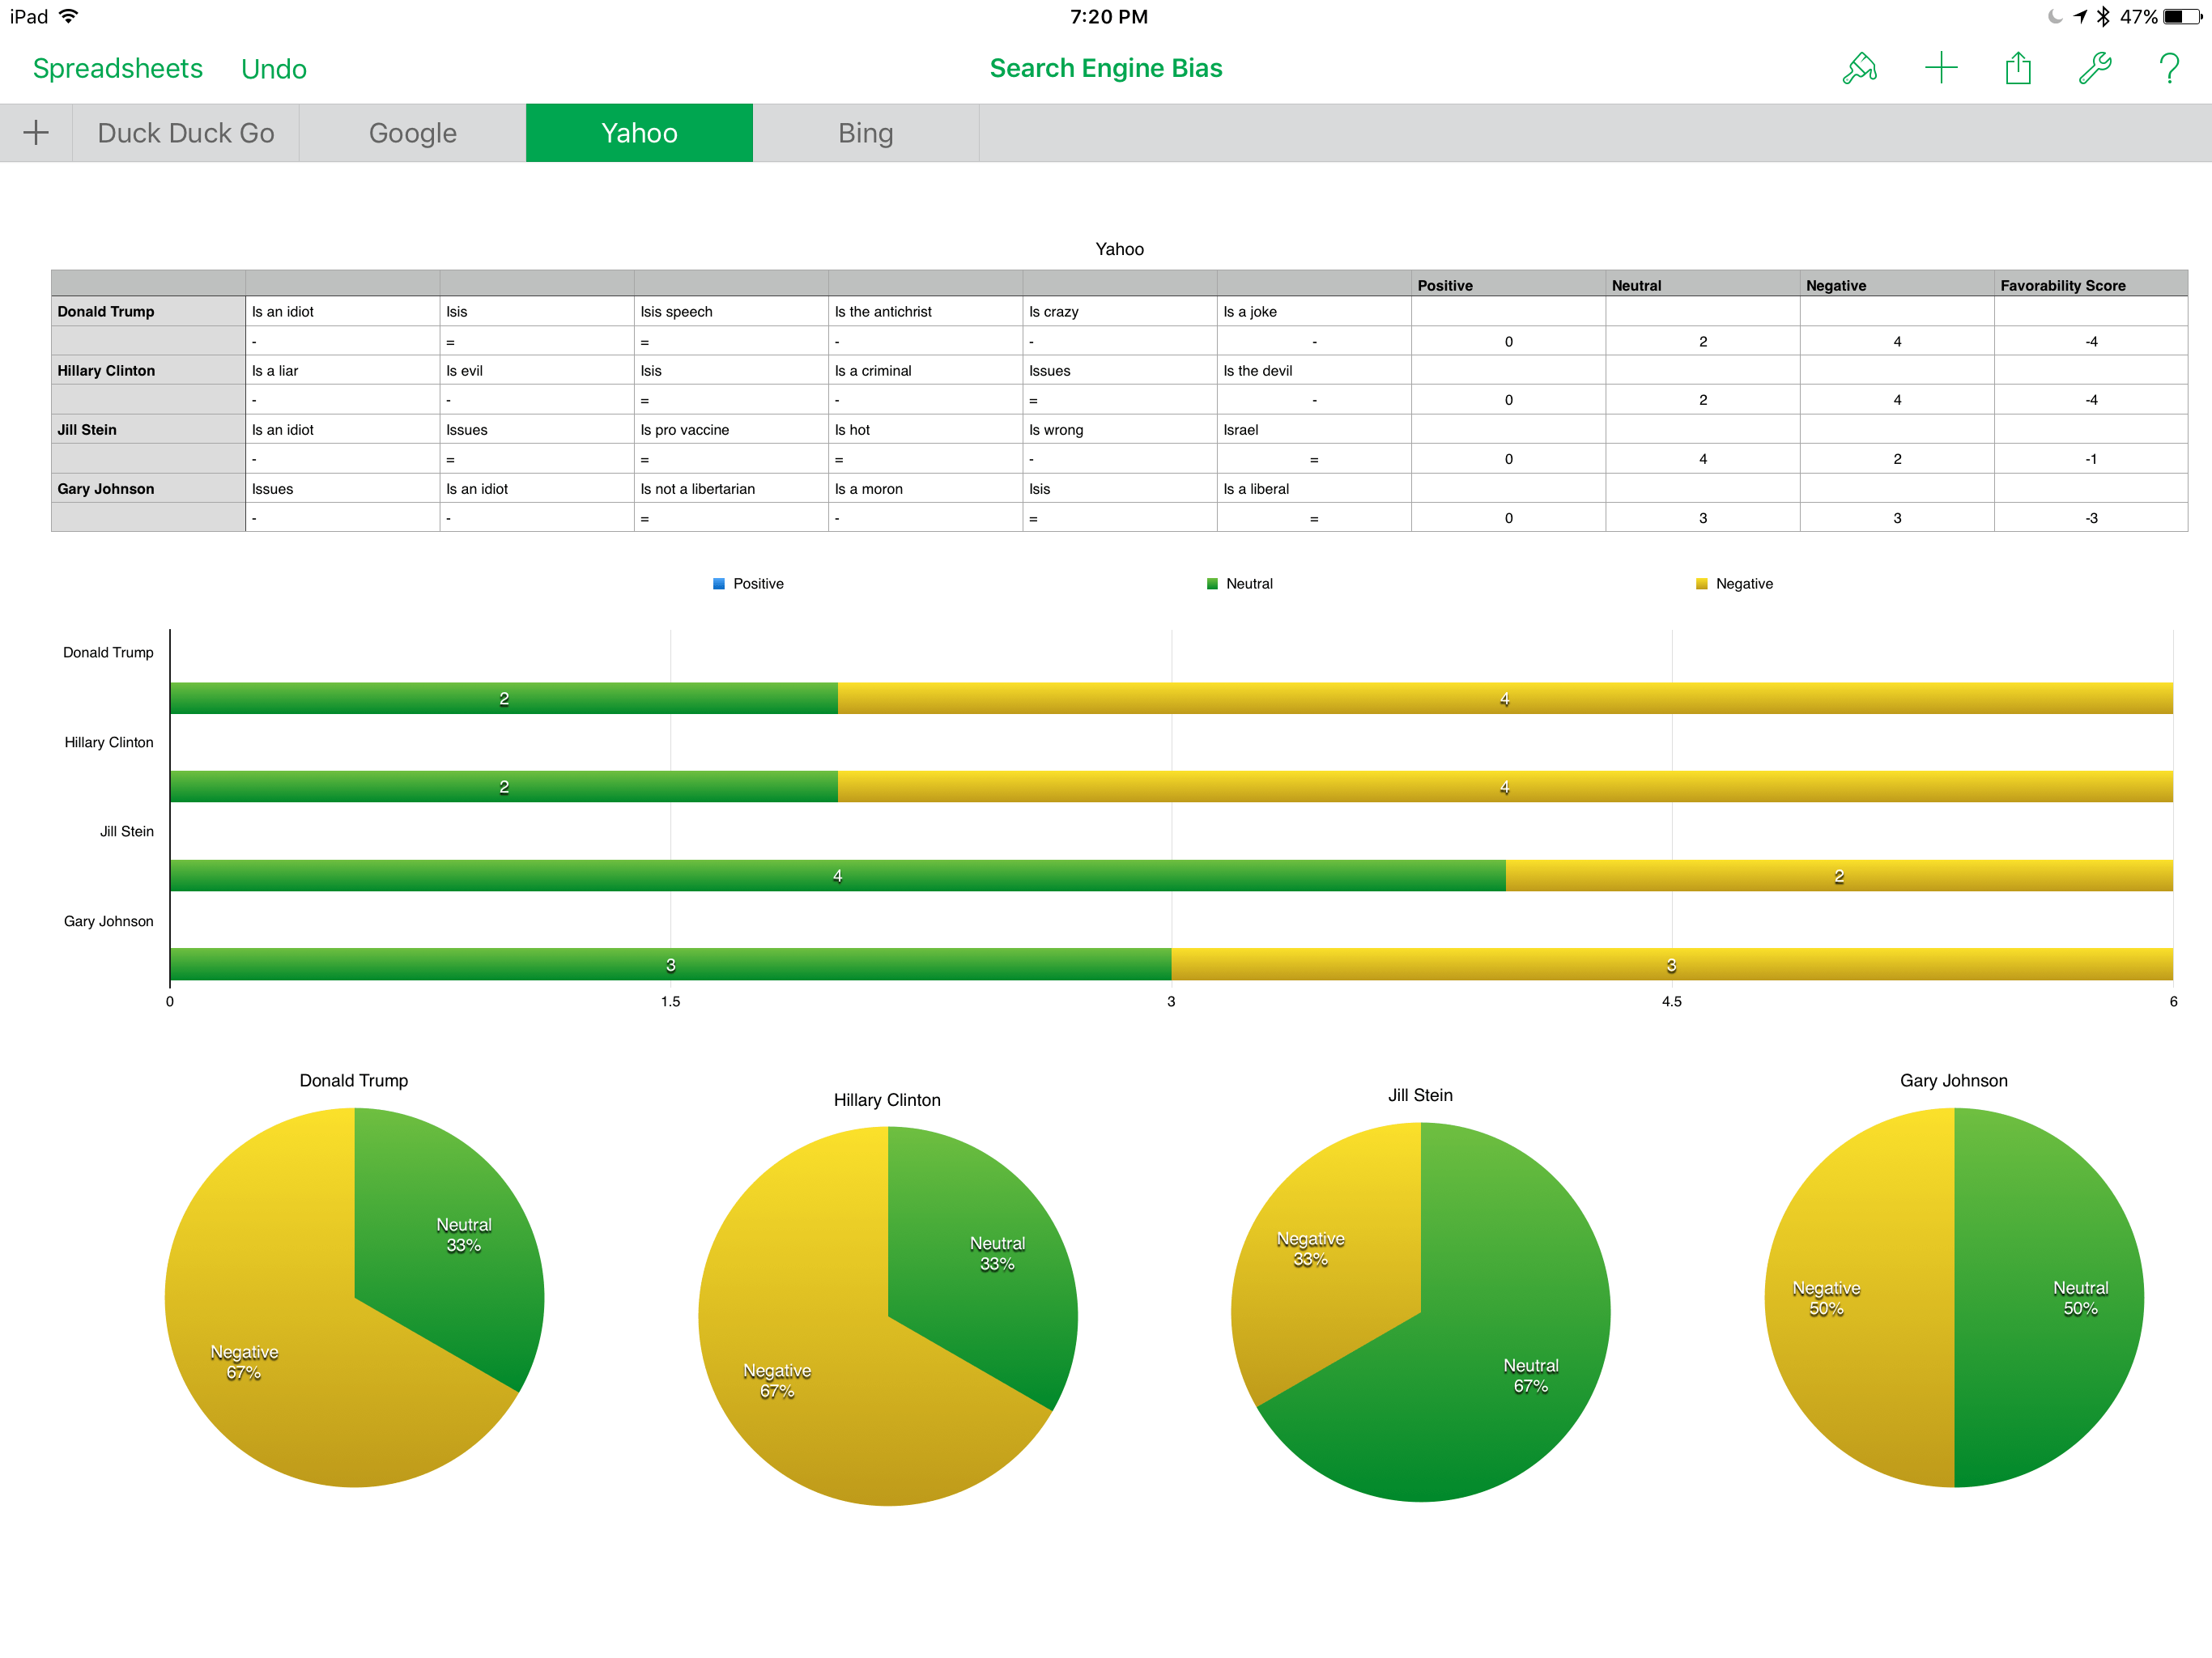 iPad 7:20 PM 47%
Spreadsheets Undo Search Engine Bias ?
+ Duck Duck Go Google Yahoo Bing
Yahoo
Positive Neutral Negative Favorability Score
Donald Trump Is an idiot Isis Isis speech Is the antichrist Is crazy Is a joke
- = = - - - 0 2 4 -4
Hillary Clinton Is a liar Is evil Isis Is a criminal Issues Is the devil
- - = - = - 0 2 4 -4
Jill Stein Is an idiot Issues Is pro vaccine Is hot Is wrong Israel
- = = = - = 0 4 2 -1
Gary Johnson Issues Is an idiot Is not a libertarian Is a moron Isis Is a liberal
- - = - = = 0 3 3 -3
Positive Neutral Negative
Donald Trump
2 4
Hillary Clinton
2 4
Jill Stein
4 2
Gary Johnson
3 3
0 1.5 3 4.5 6
Donald Trump
Neutral
33%
Negative
67%
Hillary Clinton
Neutral
33%
Negative
67%
Jill Stein
Negative
33%
Neutral
67%
Gary Johnson
Negative
50%
Neutral
50%